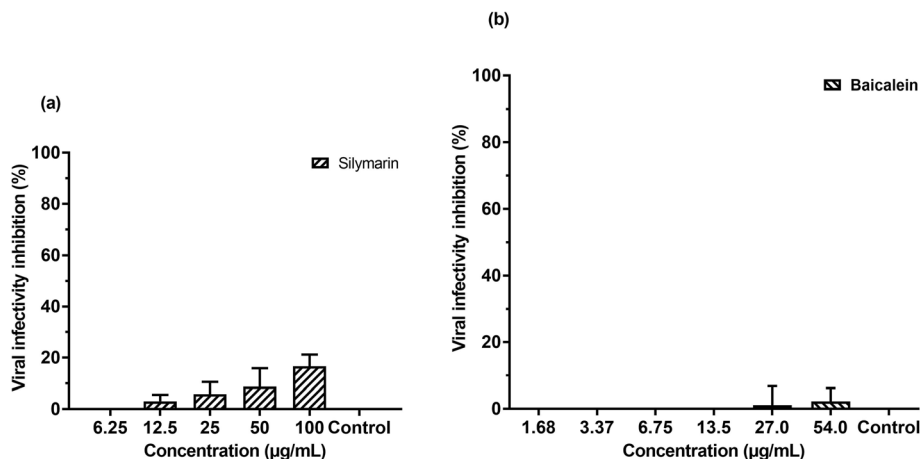 (a)
Silymarin
Viral infectivity inhibition (%)
100
80
60
40
20
0
6.25 12.5 25 50 100 Control
Concentration (µg/mL)
(b)
Baicalein
Viral infectivity inhibition (%)
100
80
60
40
20
0
1.68 3.37 6.75 13.5 27.0 54.0 Control
Concentration (µg/mL)